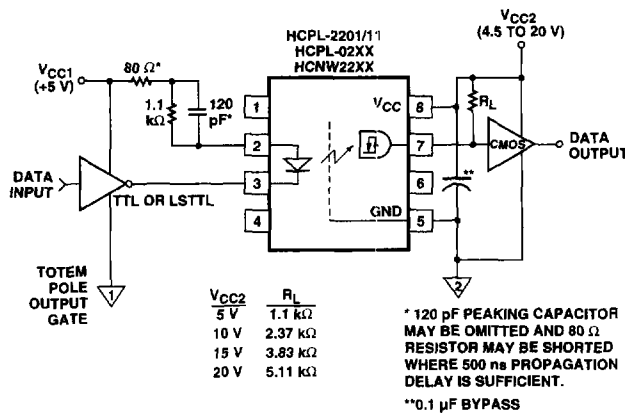 HCPL-2201/11
HCPL-02XX
HCNW22XX
VCC2
(4.5 TO 20 V)
VCC1
(+5 V)
80 Ω*
1.1
kΩ
120
pF*
1
2
3
4
VCC
GND
8
7
6
5
RL
CMOS
DATA
OUTPUT
**
DATA
INPUT
TTL OR LSTTL
TOTEM
POLE
OUTPUT
GATE
1
2
VCC2 RL
5 V 1.1 kΩ
10 V 2.37 kΩ
15 V 3.83 kΩ
20 V 5.11 kΩ
* 120 pF PEAKING CAPACITOR
MAY BE OMITTED AND 80 Ω
RESISTOR MAY BE SHORTED
WHERE 500 ns PROPAGATION
DELAY IS SUFFICIENT.
**0.1 µF BYPASS